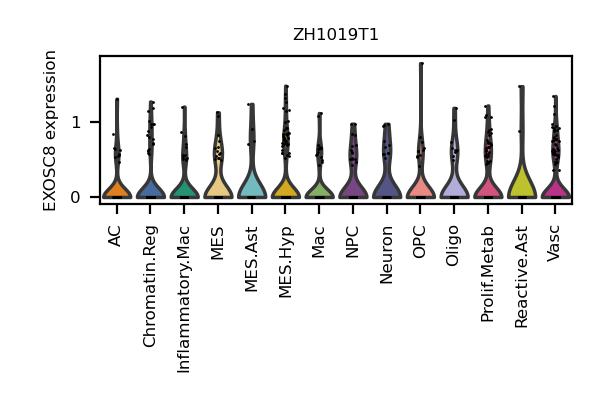 ZH1019T1
EXOSC8 expression
1
0
AC
Chromatin.Reg
Inflammatory.Mac
MES
MES.Ast
MES.Hyp
Mac
NPC
Neuron
OPC
Oligo
Prolif.Metab
Reactive.Ast
Vasc